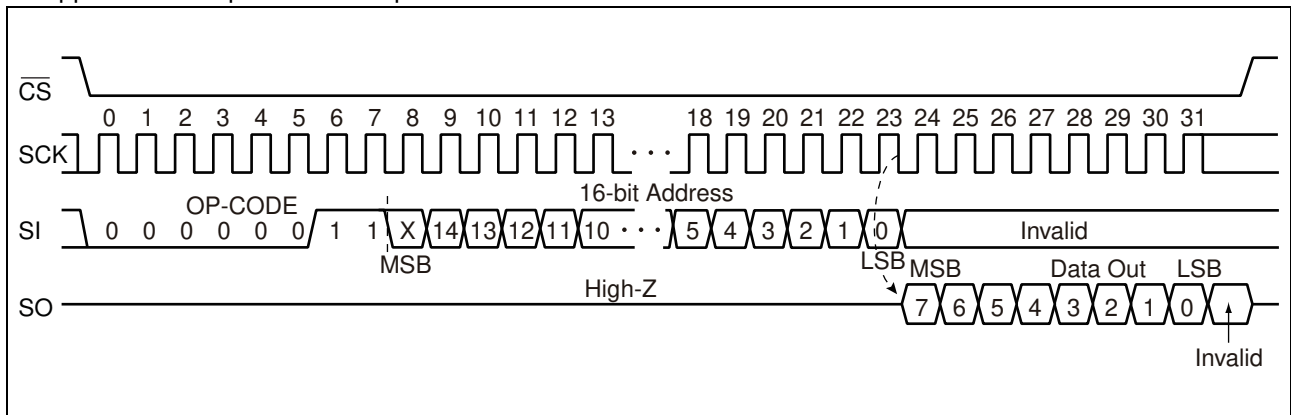 CS
0 1 2 3 4 5 6 7 8 9 10 11 12 13 · · · 18 19 20 21 22 23 24 25 26 27 28 29 30 31
SCK
OP-CODE
16-bit Address
SI 0 0 0 0 0 0 1 1 X 14 13 12 11 10 · · · 5 4 3 2 1 0 Invalid
MSB
LSB
MSB Data Out LSB
High-Z
SO 7 6 5 4 3 2 1 0
Invalid